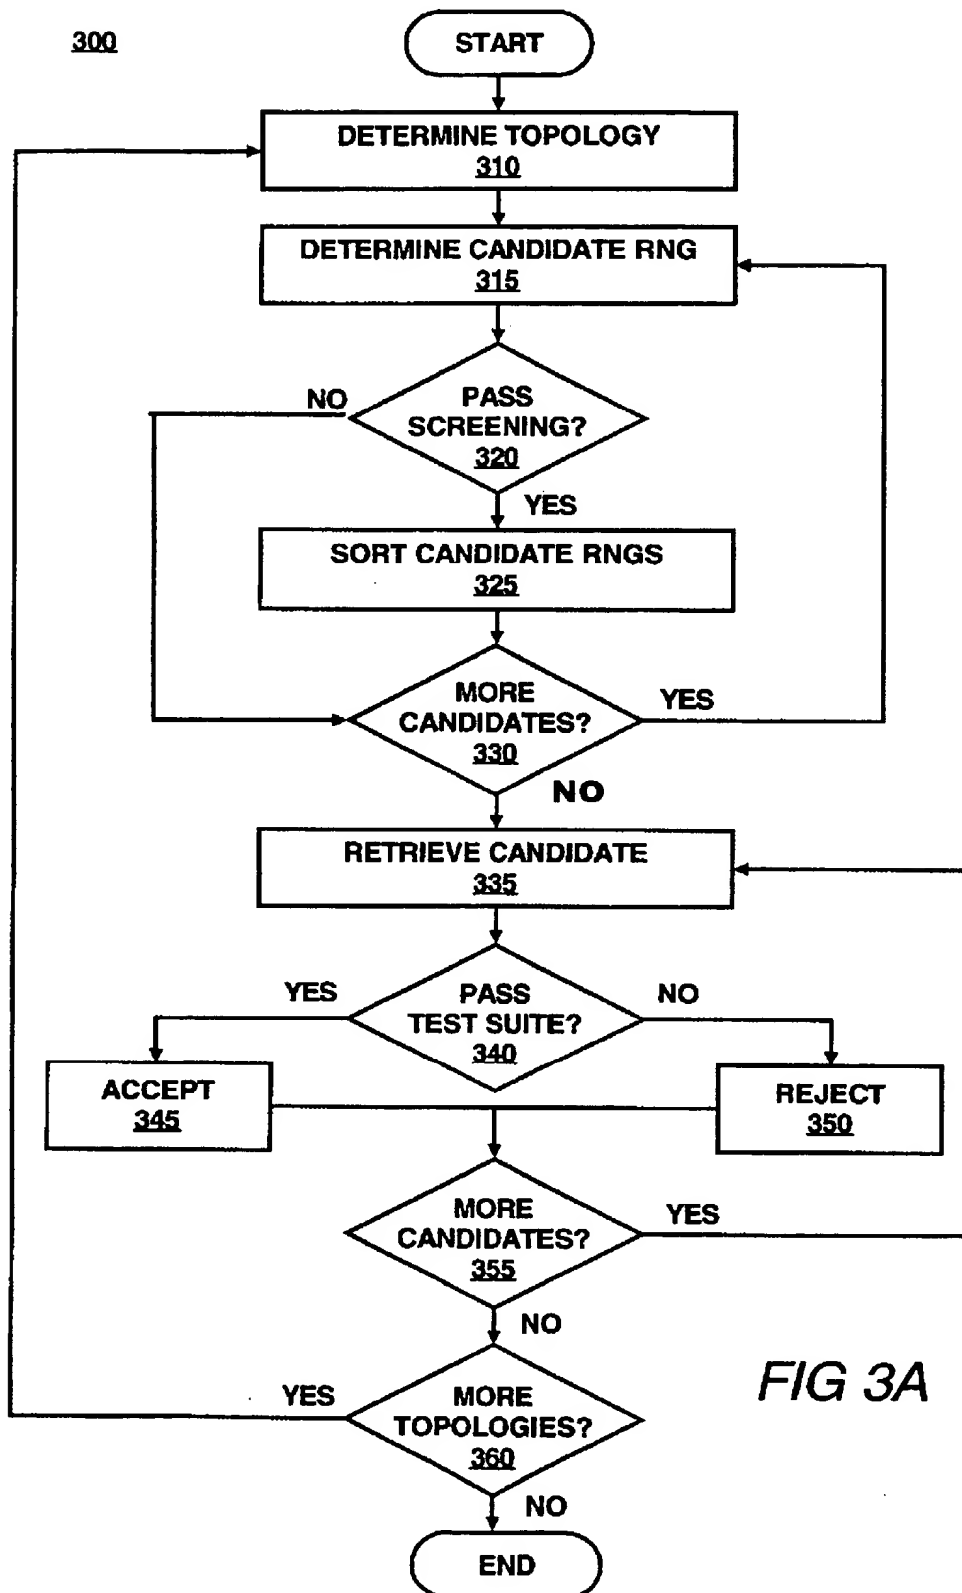 300
START
DETERMINE TOPOLOGY
310
DETERMINE CANDIDATE RNG
315
NO
PASS
SCREENING?
320
YES
SORT CANDIDATE RNGS
325
MORE
CANDIDATES?
330
YES
NO
RETRIEVE CANDIDATE
335
YES
PASS
TEST SUITE?
340
NO
ACCEPT
345
REJECT
350
MORE
CANDIDATES?
355
YES
NO
YES
MORE
TOPOLOGIES?
360
FIG 3A
NO
END